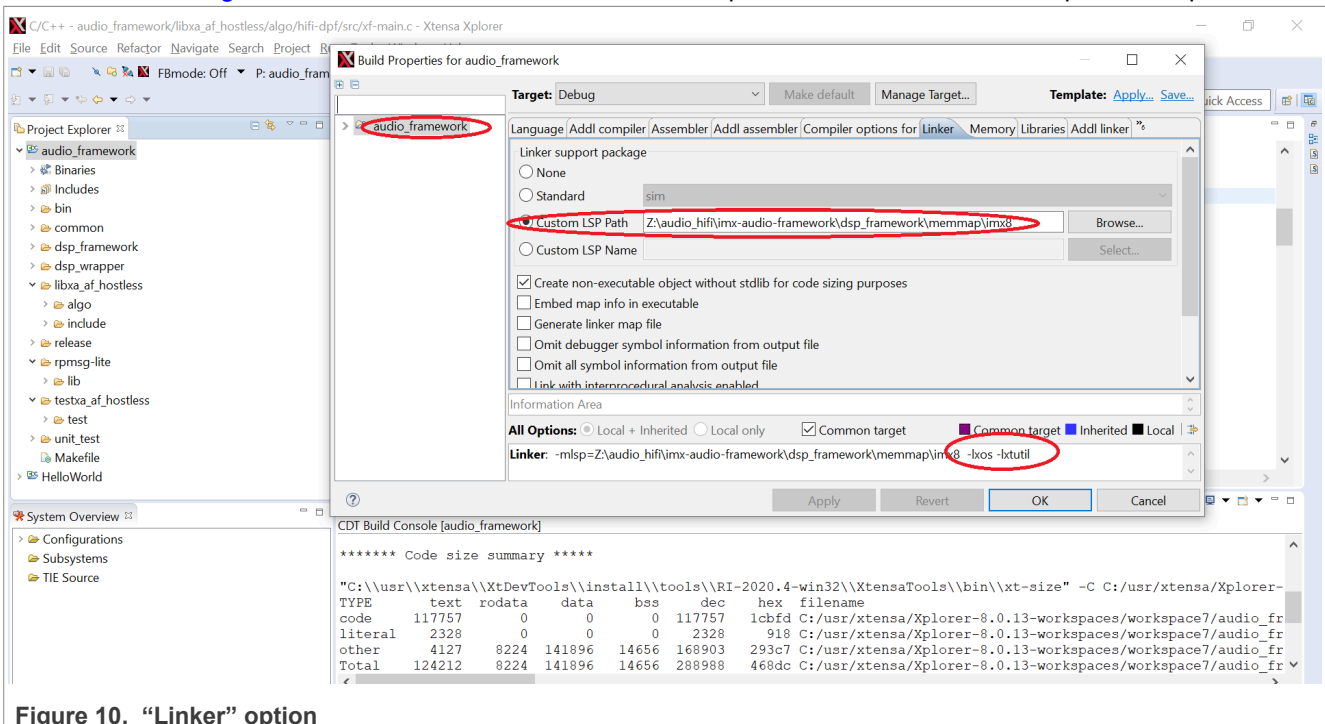 C/C++ - audio_framework/libxa_af_hostless/algo/hifi-dpf/src/xf-main.c - Xtensa Xplorer
File Edit Source Refactor Navigate Search Project
FBmode: Off P: audio_fram
Quick Access
Project Explorer
audio_framework
Binaries
Includes
bin
common
dsp_framework
dsp_wrapper
libxa_af_hostless
algo
include
release
rpmsg-lite
lib
testxa_af_hostless
test
unit_test
Makefile
HelloWorld
System Overview
Configurations
Subsystems
TIE Source
Build Properties for audio_framework
audio_framework
Target: Debug Make default Manage Target... Template: Apply... Save...
Language Addl compiler Assembler Addl assembler Compiler options for Linker Memory Libraries Addl linker
Linker support package
None
Standard sim
Custom LSP Path Z:\audio_hifi\imx-audio-framework\dsp_framework\memmap\imx8 Browse...
Custom LSP Name Select...
Create non-executable object without stdlib for code sizing purposes
Embed map info in executable
Generate linker map file
Omit debugger symbol information from output file
Omit all symbol information from output file
Link with interprocedural analysis enabled
Information Area
All Options: Local + Inherited Local only Common target Common target Inherited Local
Linker: -mlsp=Z:\audio_hifi\imx-audio-framework\dsp_framework\memmap\imx8 -lxos -lxtutil
Apply Revert OK Cancel
CDT Build Console [audio_framework]
******* Code size summary *****
"C:\\usr\\xtensa\\XtDevTools\\install\\tools\\RI-2020.4-win32\\XtensaTools\\bin\\xt-size" -C C:/usr/xtensa/Xplorer-
TYPE text rodata data bss dec hex filename
code 117757 0 0 0 117757 1cbfd C:/usr/xtensa/Xplorer-8.0.13-workspaces/workspace7/audio_fr
literal 2328 0 0 0 2328 918 C:/usr/xtensa/Xplorer-8.0.13-workspaces/workspace7/audio_fr
other 4127 8224 141896 14656 168903 293c7 C:/usr/xtensa/Xplorer-8.0.13-workspaces/workspace7/audio_fr
Total 124212 8224 141896 14656 288988 468dc C:/usr/xtensa/Xplorer-8.0.13-workspaces/workspace7/audio_fr
Figure 10. “Linker” option